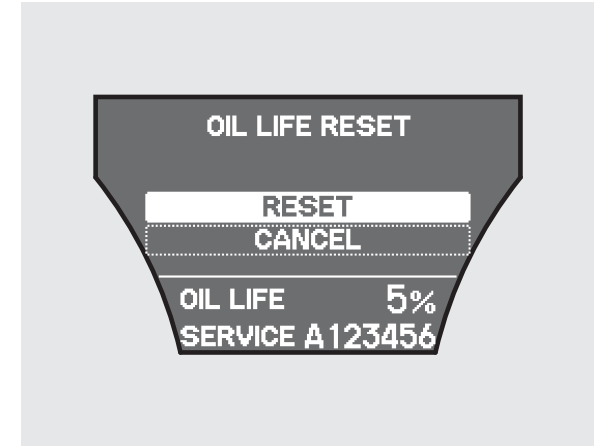 OIL LIFE RESET
RESET
CANCEL
OIL LIFE 5%
SERVICE A123456